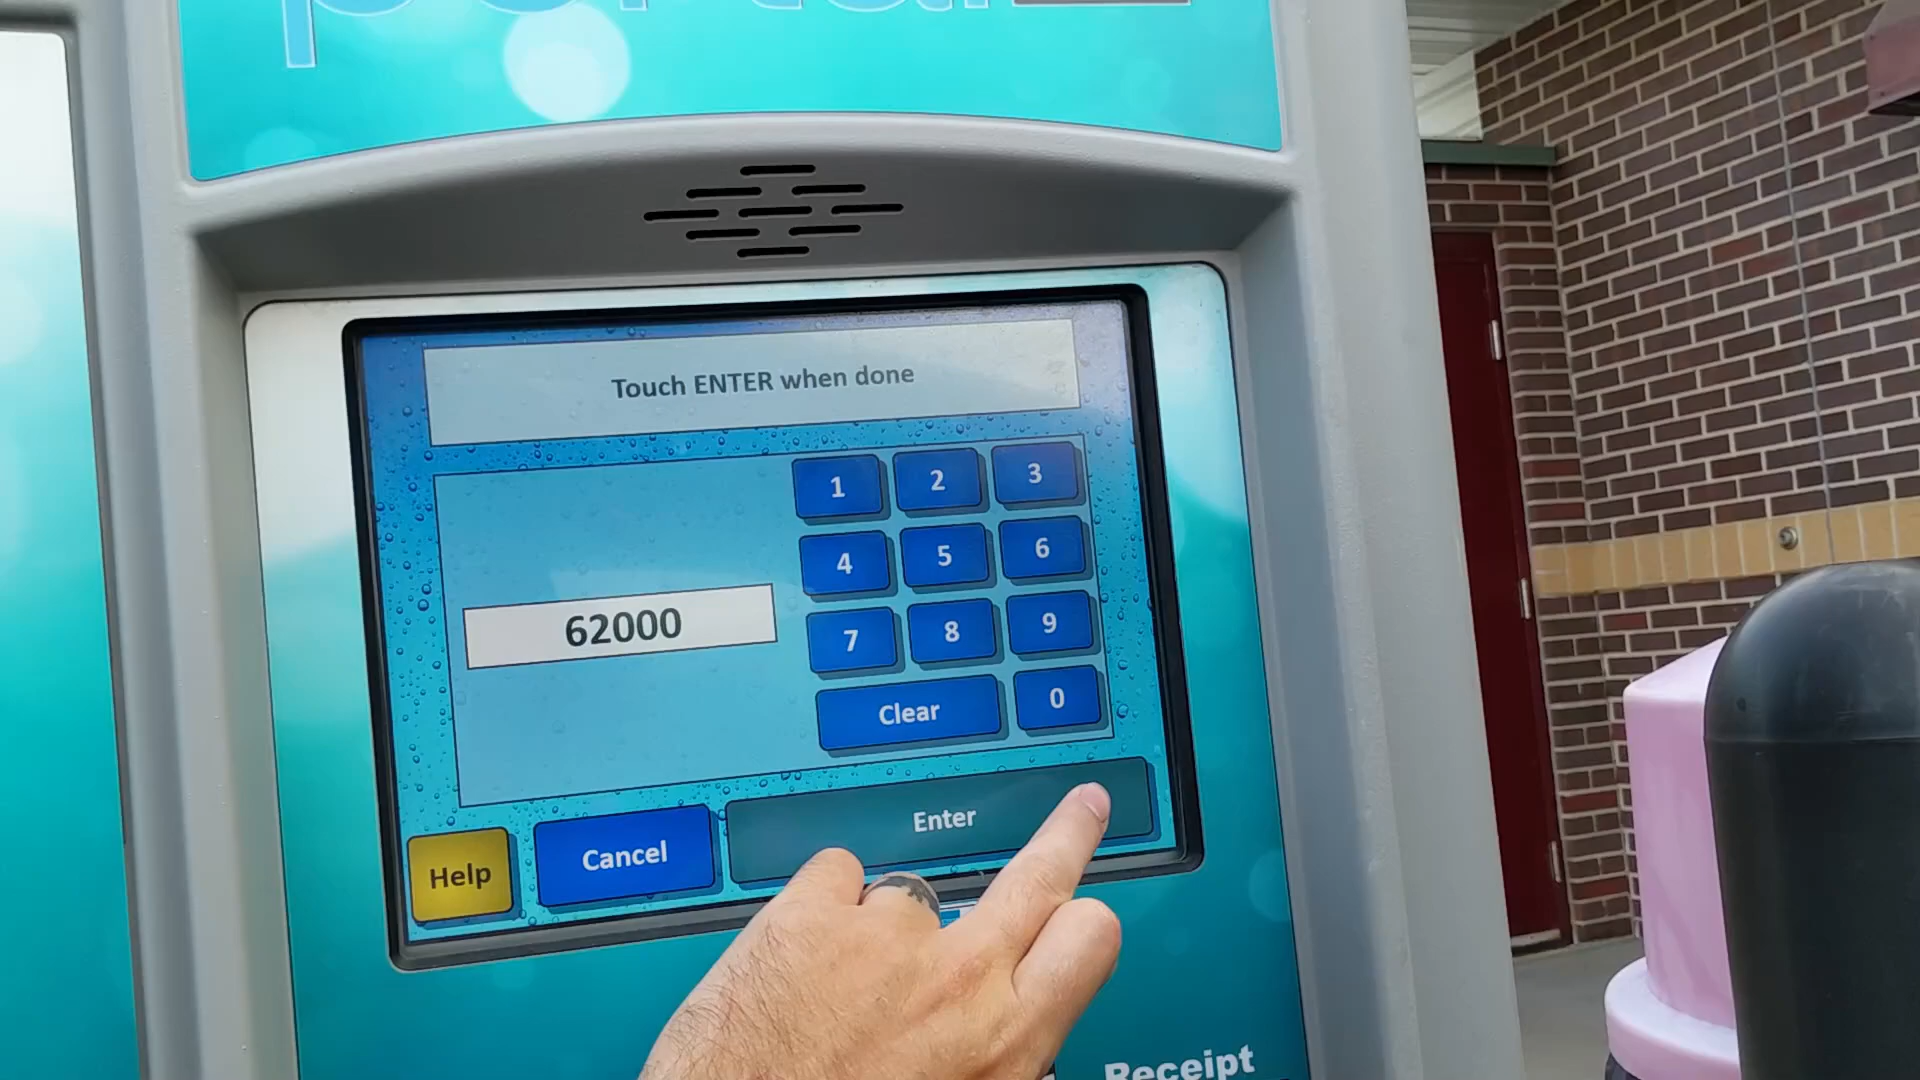 portal
Touch ENTER when done
1 2 3
4 5 6
62000
7 8 9
Clear 0
Enter
Cancel
Help
Receipt